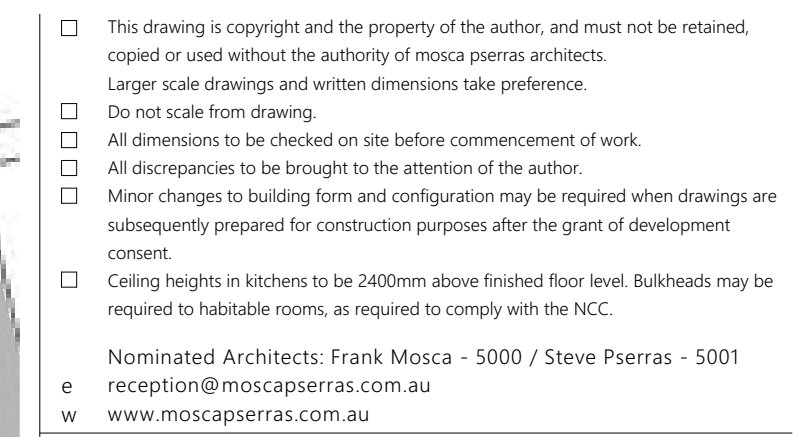 ☐ This drawing is copyright and the property of the author, and must not be retained,
copied or used without the authority of mosca pserras architects.
Larger scale drawings and written dimensions take preference.
☐ Do not scale from drawing.
☐ All dimensions to be checked on site before commencement of work.
☐ All discrepancies to be brought to the attention of the author.
☐ Minor changes to building form and configuration may be required when drawings are
subsequently prepared for construction purposes after the grant of development
consent.
☐ Ceiling heights in kitchens to be 2400mm above finished floor level. Bulkheads may be
required to habitable rooms, as required to comply with the NCC.
Nominated Architects: Frank Mosca - 5000 / Steve Pserras - 5001
e reception@moscapserras.com.au
w www.moscapserras.com.au